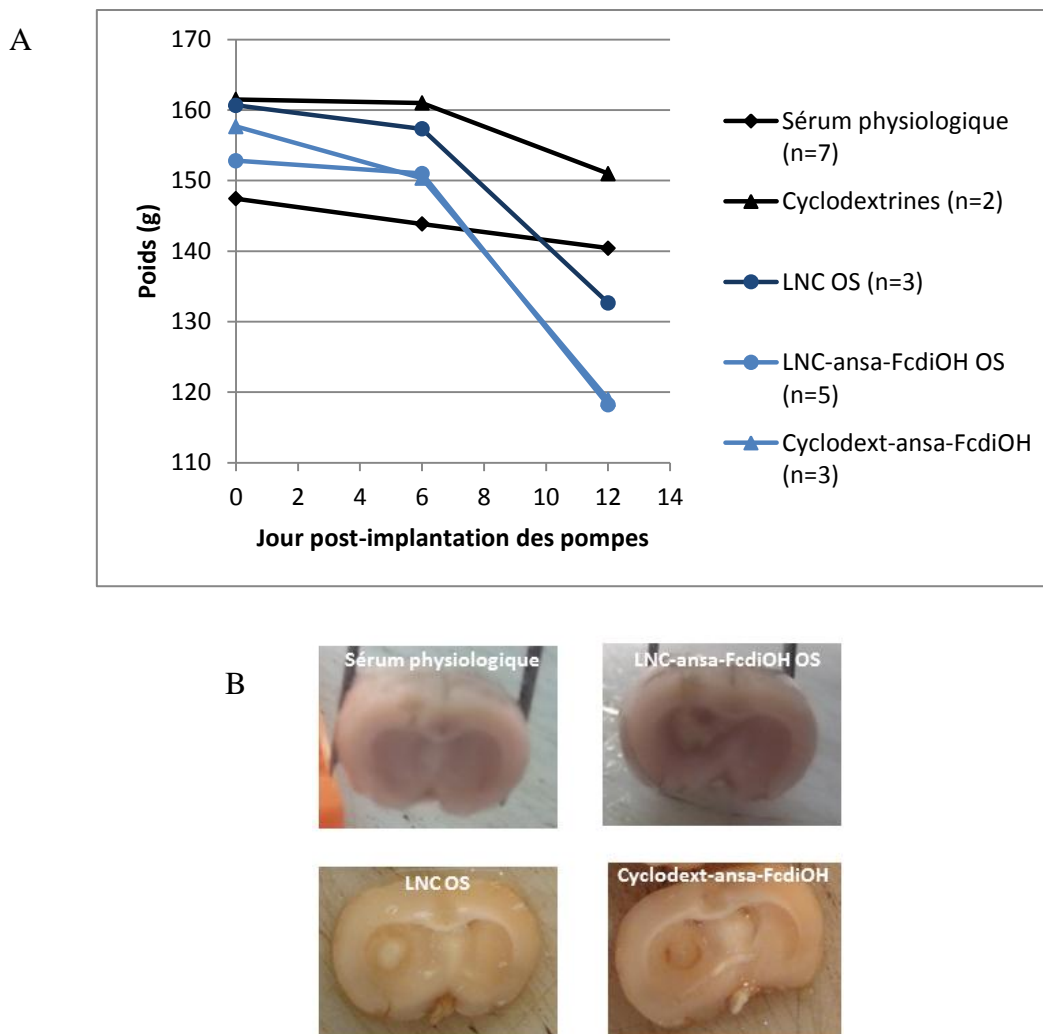 A
170
160
150
140
130
120
110
Poids (g)
0 2 4 6 8 10 12 14
Jour post-implantation des pompes
Sérum physiologique
(n=7)
Cyclodextrines (n=2)
LNC OS (n=3)
LNC-ansa-FcdiOH OS
(n=5)
Cyclodext-ansa-FcdiOH
(n=3)
B
Sérum physiologique
LNC-ansa-FcdiOH OS
LNC OS
Cyclodext-ansa-FcdiOH